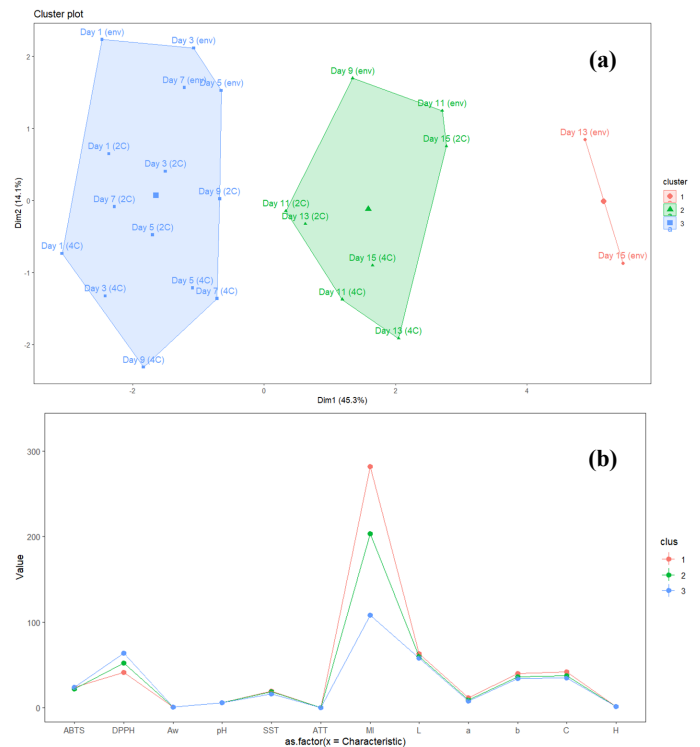 Cluster plot
(a)
Day 1 (env)
Day 3 (env)
Day 7 (env)
Day 5 (env)
Day 9 (env)
Day 11 (env)
Day 15 (2C)
Day 13 (env)
Day 1 (2C)
Day 3 (2C)
Day 9 (2C)
Day 7 (2C)
Day 11 (2C)
Day 13 (2C)
Day 5 (2C)
Day 1 (4C)
Day 15 (4C)
Day 15 (env)
Day 3 (4C)
Day 5 (4C)
Day 7 (4C)
Day 11 (4C)
Day 13 (4C)
Day 9 (4C)
2
1
0
-1
-2
Dim2 (14.1%)
-2 0 2 4
Dim1 (45.3%)
cluster
1
2
3
(b)
300
200
100
0
Value
ABTS DPPH Aw pH SST ATT MI L a b C H
as.factor(x = Characteristic)
clus
1
2
3